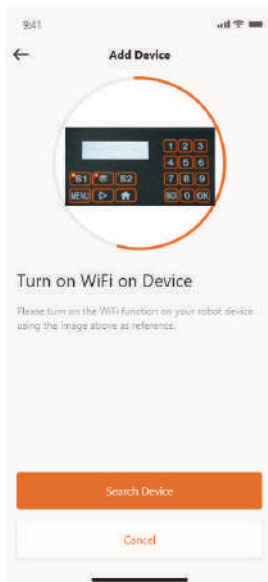 9:41
Add Device
1 2 3
4 5 6
S1 S2 7 8 9
MENU 0 OK
Turn on WiFi on Device
Please turn on the WiFi function on your robot device
using the image above as reference.
Search Device
Cancel